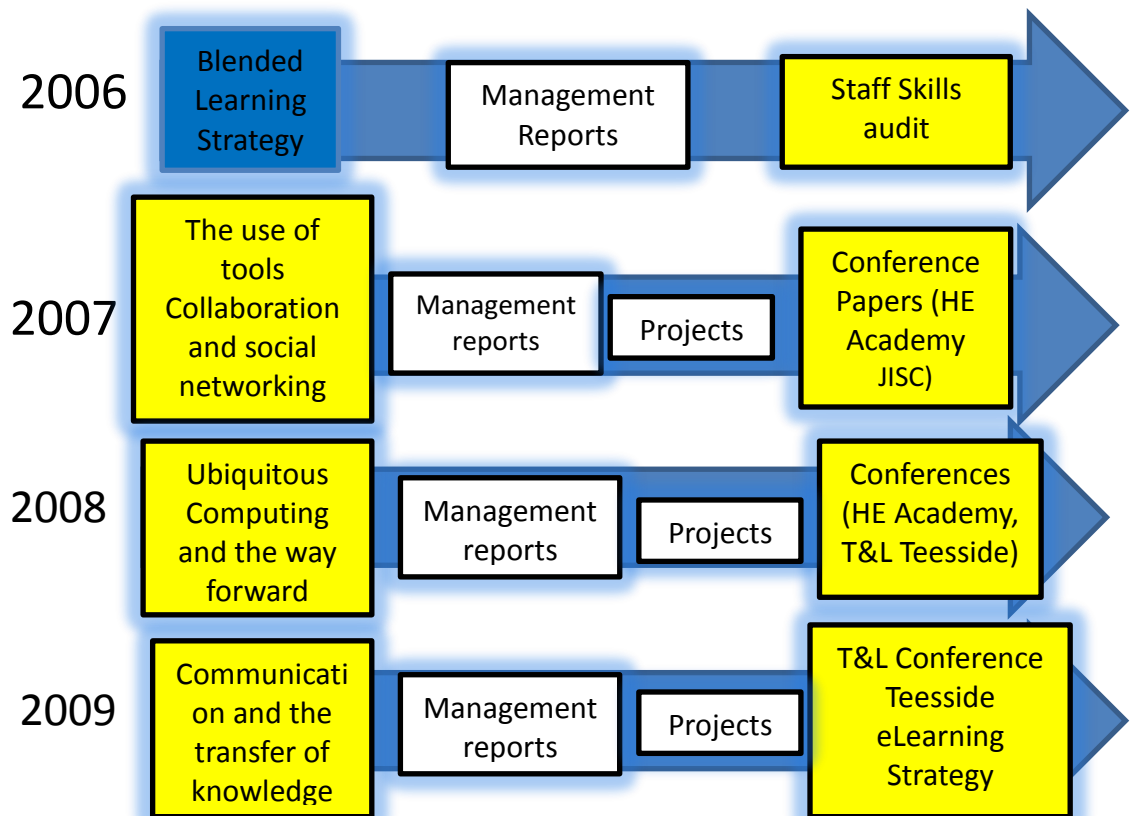 2006
Blended
Learning
Strategy
Management
Reports
Staff Skills
audit
2007
The use of
tools
Collaboration
and social
networking
Management
reports
Projects
Conference
Papers (HE
Academy
JISC)
2008
Ubiquitous
Computing
and the way
forward
Management
reports
Projects
Conferences
(HE Academy,
T&L Teesside)
2009
Communicati
on and the
transfer of
knowledge
Management
reports
Projects
T&L Conference
Teesside
eLearning
Strategy